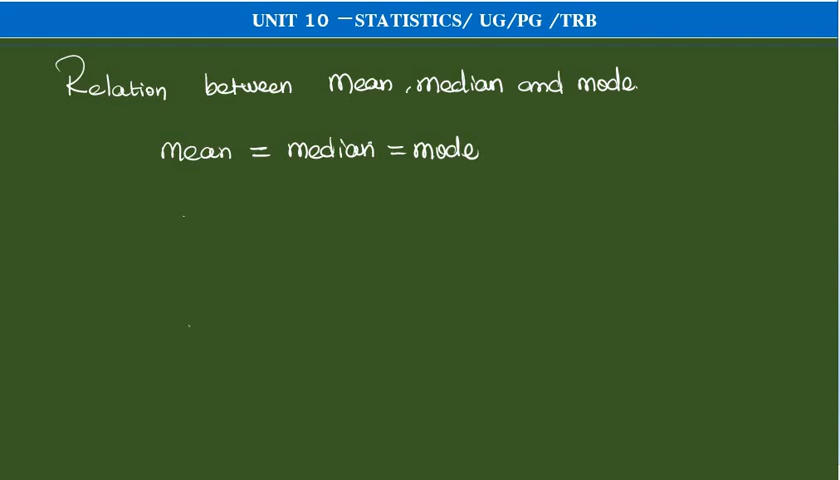 UNIT 10 – STATISTICS/ UG/PG /TRB
Relation between Mean, median and mode.
Mean = median = mode